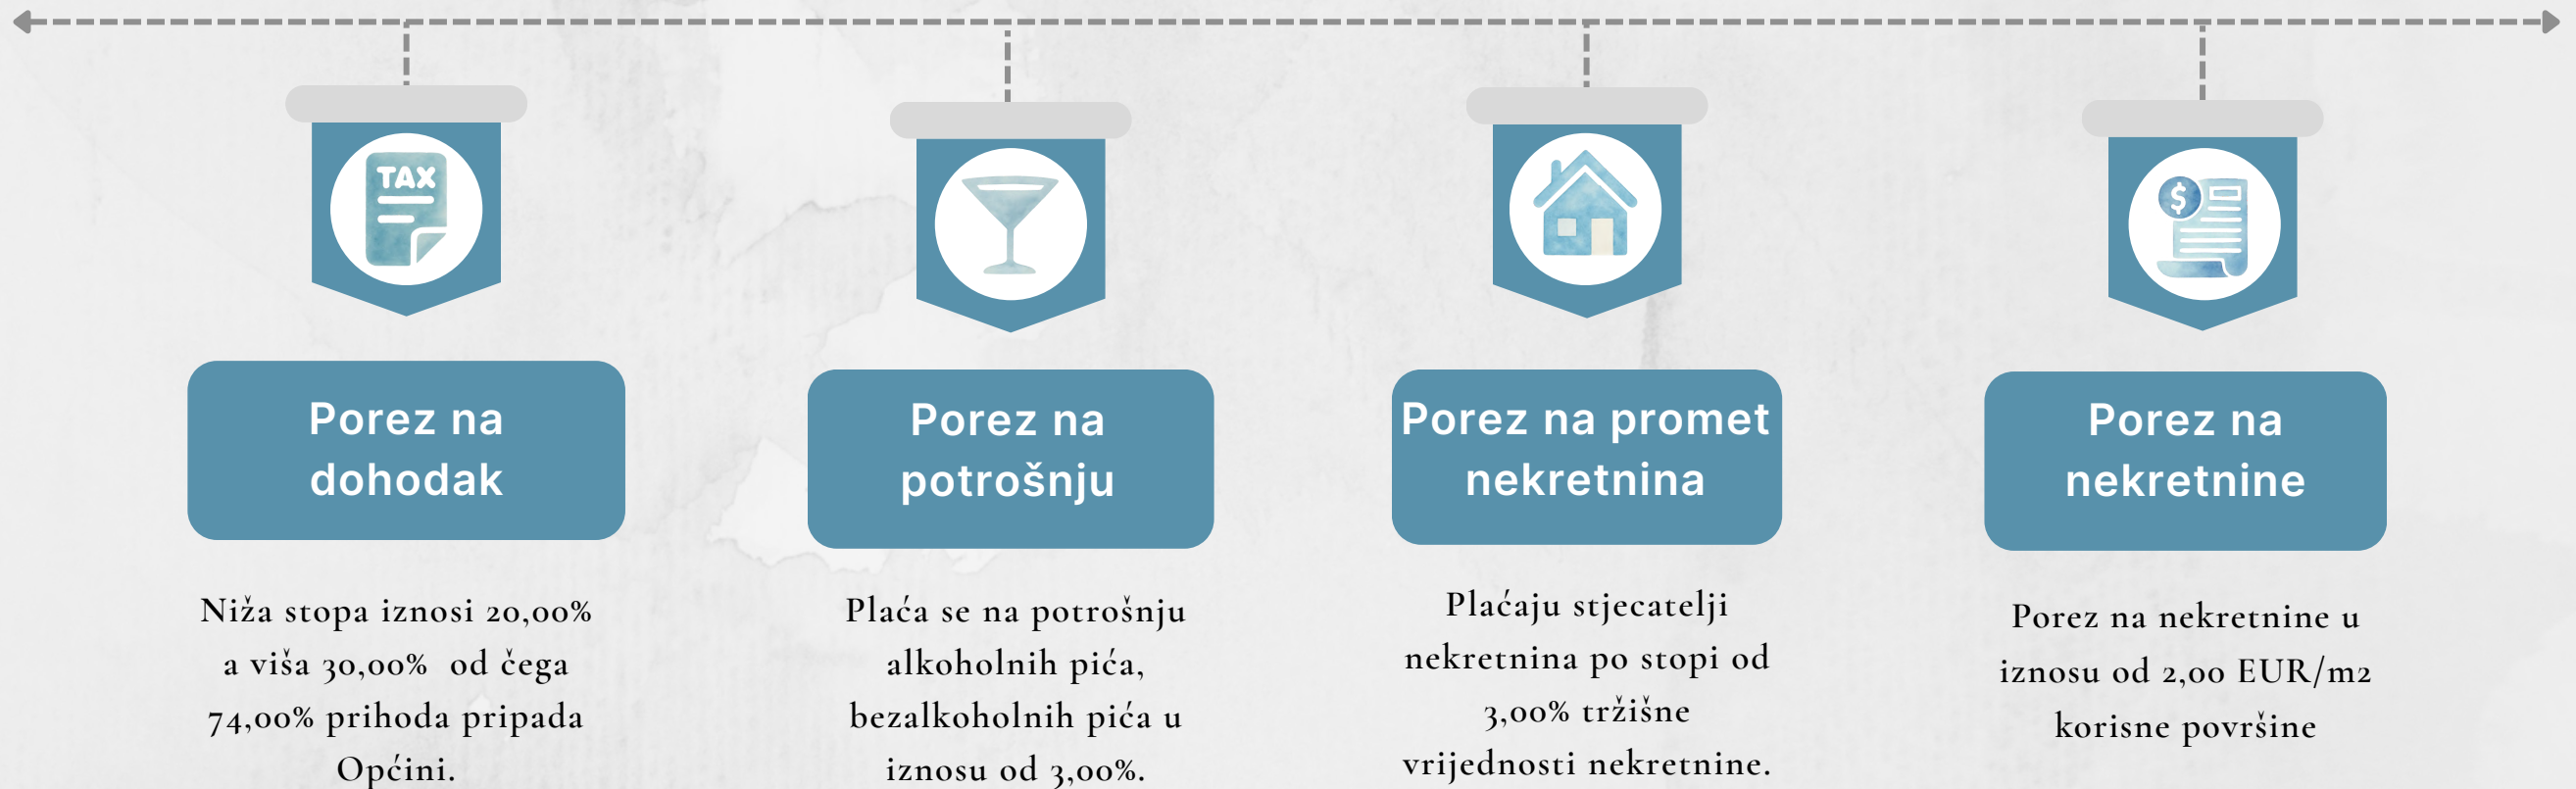 TAX
$
Porez na
dohodak
Niža stopa iznosi 20,00%
a viša 30,00% od čega
74,00% prihoda pripada
Općini.
Porez na
potrošnju
Plaća se na potrošnju
alkoholnih pića,
bezalkoholnih pića u
iznosu od 3,00%.
Porez na promet
nekretnina
Plaćaju stjecatelji
nekretnina po stopi od
3,00% tržišne
vrijednosti nekretnine.
Porez na
nekretnine
Porez na nekretnine u
iznosu od 2,00 EUR/m2
korisne površine